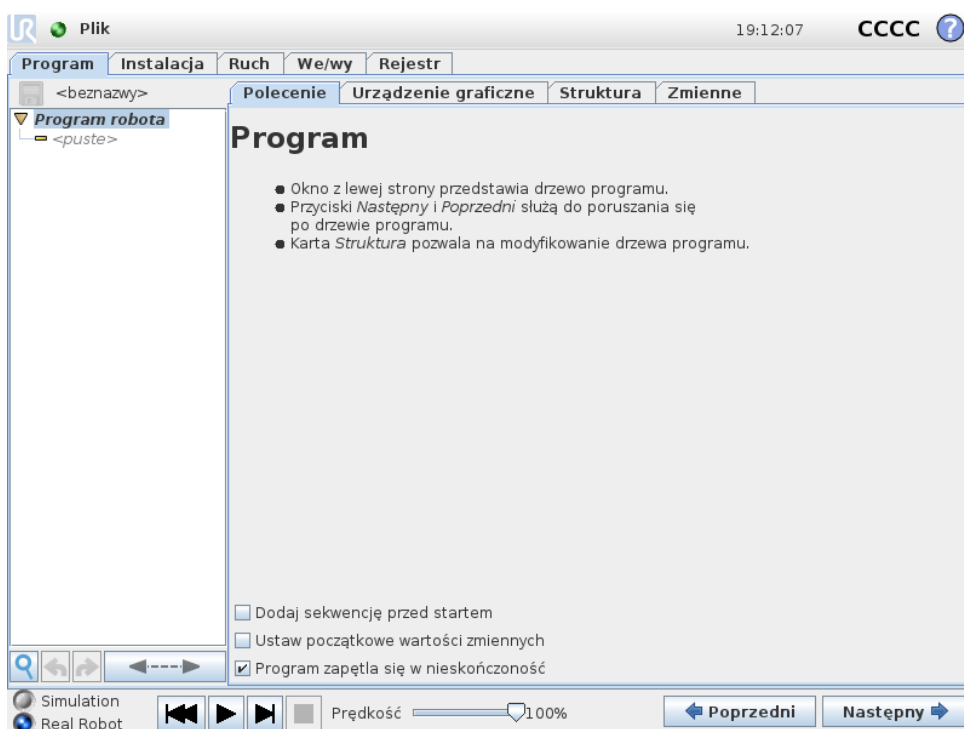 UR Plik 19:12:07 CCCC ?
Program Instalacja Ruch We/wy Rejestr
<beznazwy> Polecenie Urządzenie graficzne Struktura Zmienne
Program robota
<puste>
Program
Okno z lewej strony przedstawia drzewo programu.
Przyciski Następny i Poprzedni służą do poruszania się
po drzewie programu.
Karta Struktura pozwala na modyfikowanie drzewa programu.
Dodaj sekwencję przed startem
Ustaw początkowe wartości zmiennych
Program zapętla się w nieskończoność
Simulation
Real Robot
Prędkość 100% Poprzedni Następny